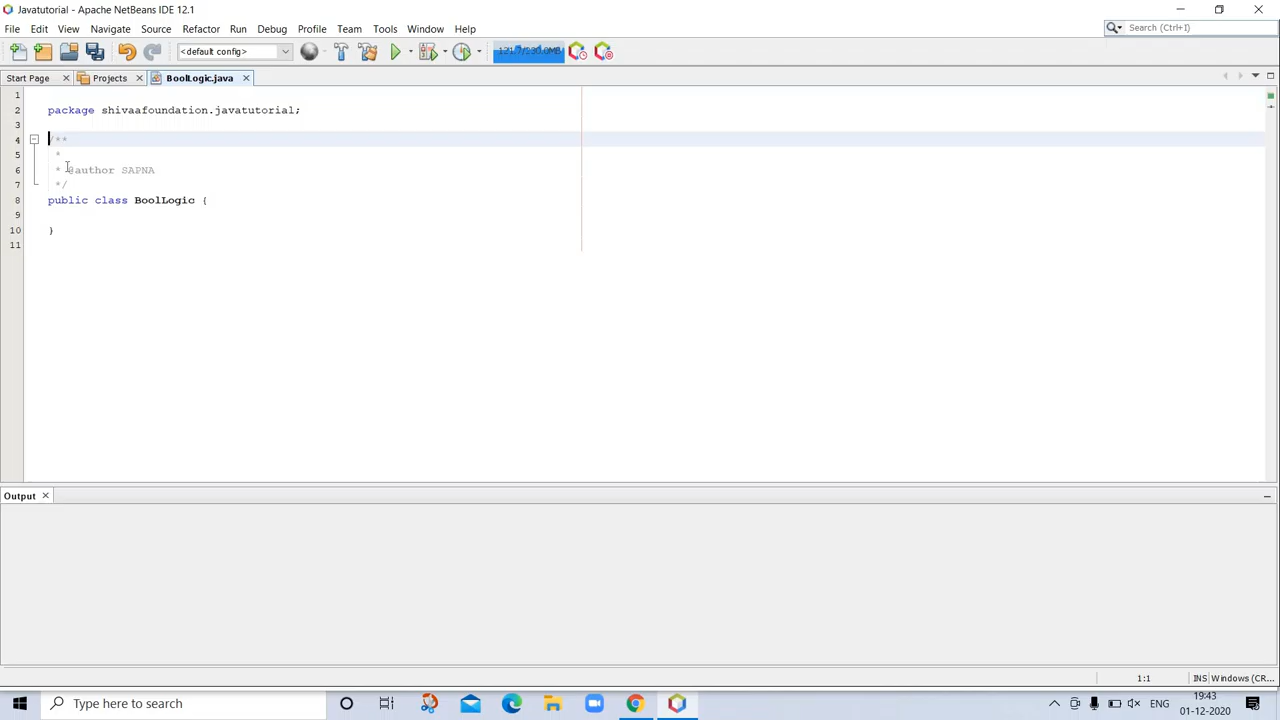 Javatutorial - Apache NetBeans IDE 12.1
File Edit View Navigate Source Refactor Run Debug Profile Team Tools Window Help
Search (Ctrl+I)
<default config>
Start Page Projects BoolLogic.java
1
2 package shivaafoundation.javatutorial;
3
4 /**
5 *
6 * @author SAPNA
7 */
8 public class BoolLogic {
9
10 }
11
Output
1:1 INS Windows (CR...
Type here to search
ENG
19:43
01-12-2020